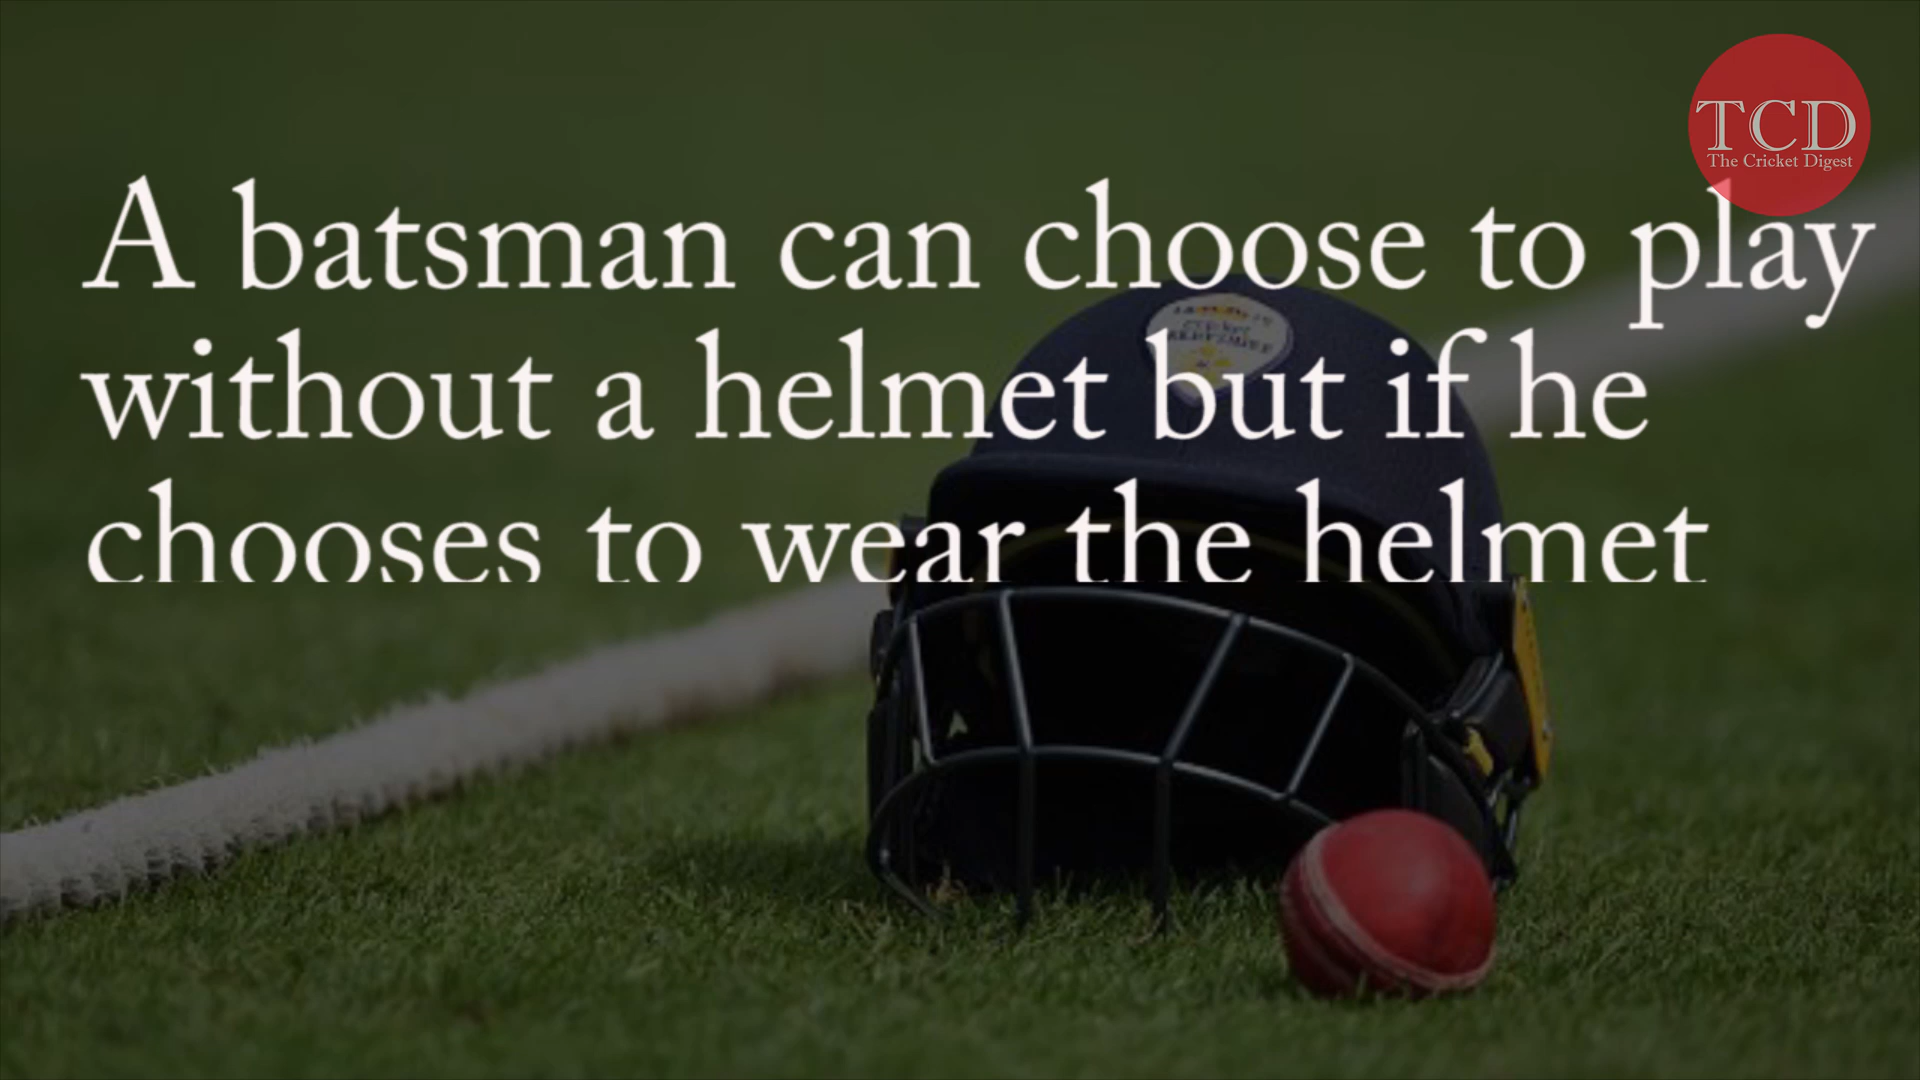 TCD
The Cricket Digest
A batsman can choose to play
without a helmet but if he
chooses to wear the helmet